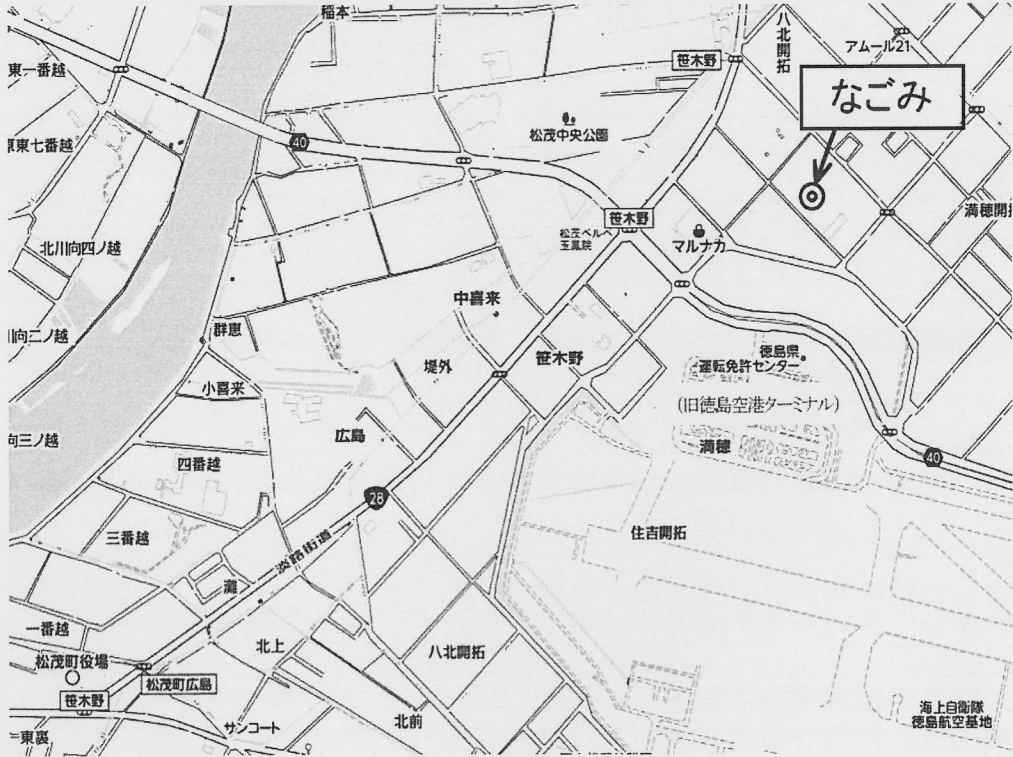 稲本
八北開拓
アムール21
笹木野
東一番越
なごみ
松茂中央公園
40
原東七番越
満穂開拓
笹木野
松茂ベルヘ
玉鳳院
マルナカ
北川向四ノ越
中喜来
群恵
川向二ノ越
堤外
笹木野
徳島県
運転免許センター
小喜来
(旧徳島空港ターミナル)
広島
向三ノ越
満穂
四番越
40
28
住吉開拓
三番越
淡路街道
灘
一番越
北上
八北開拓
松茂町役場
松茂町広島
笹木野
北前
サンコート
海上自衛隊
徳島航空基地
東裏